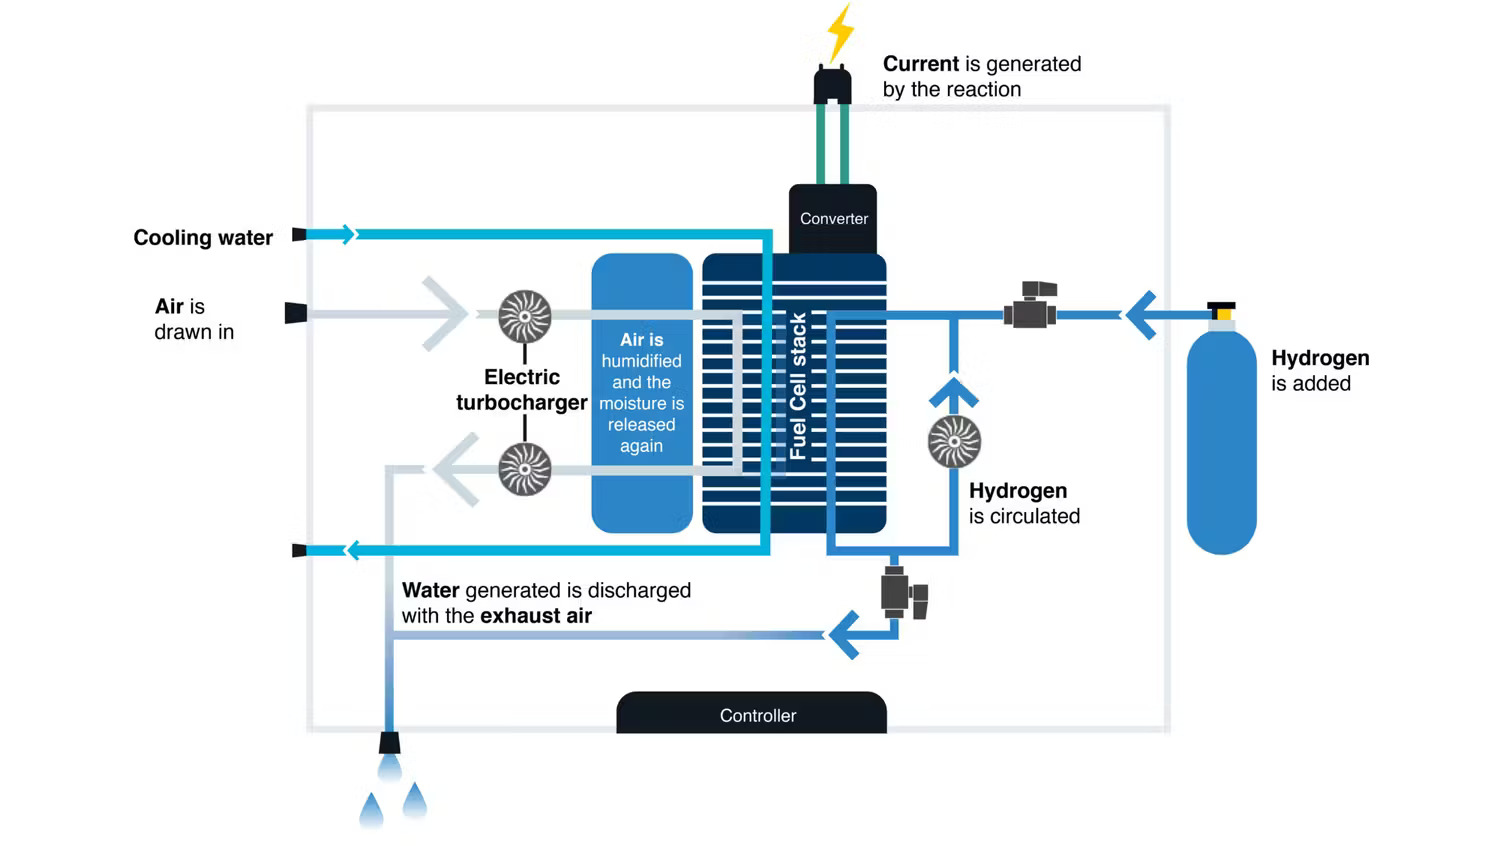 Current is generated
by the reaction
Converter
Cooling water
Air is
drawn in
Electric
turbocharger
Air is
humidified
and the
moisture is
released
again
Fuel Cell stack
Hydrogen
is added
Hydrogen
is circulated
Water generated is discharged
with the exhaust air
Controller